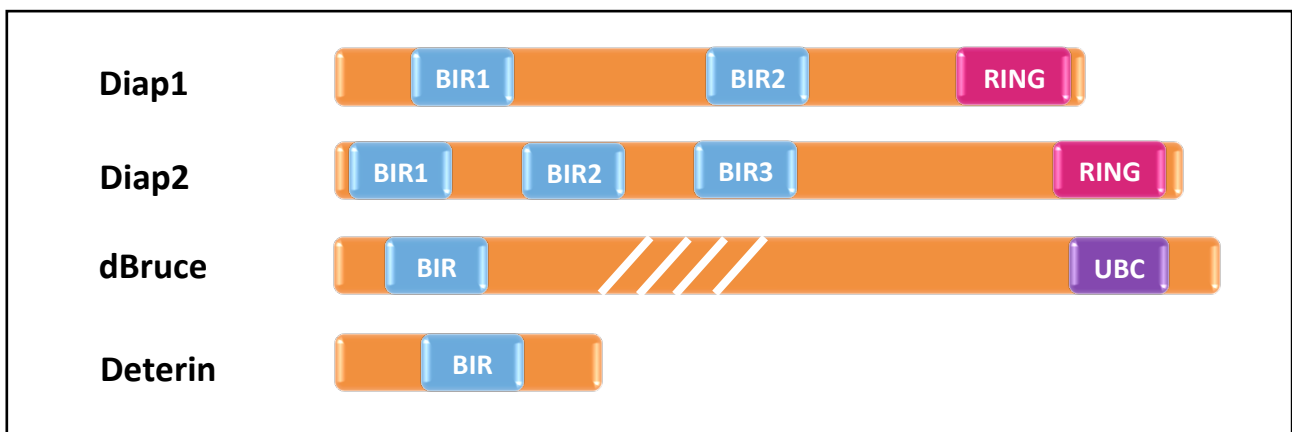 Diap1 BIR1 BIR2 RING
Diap2 BIR1 BIR2 BIR3 RING
dBruce BIR UBC
Deterin BIR